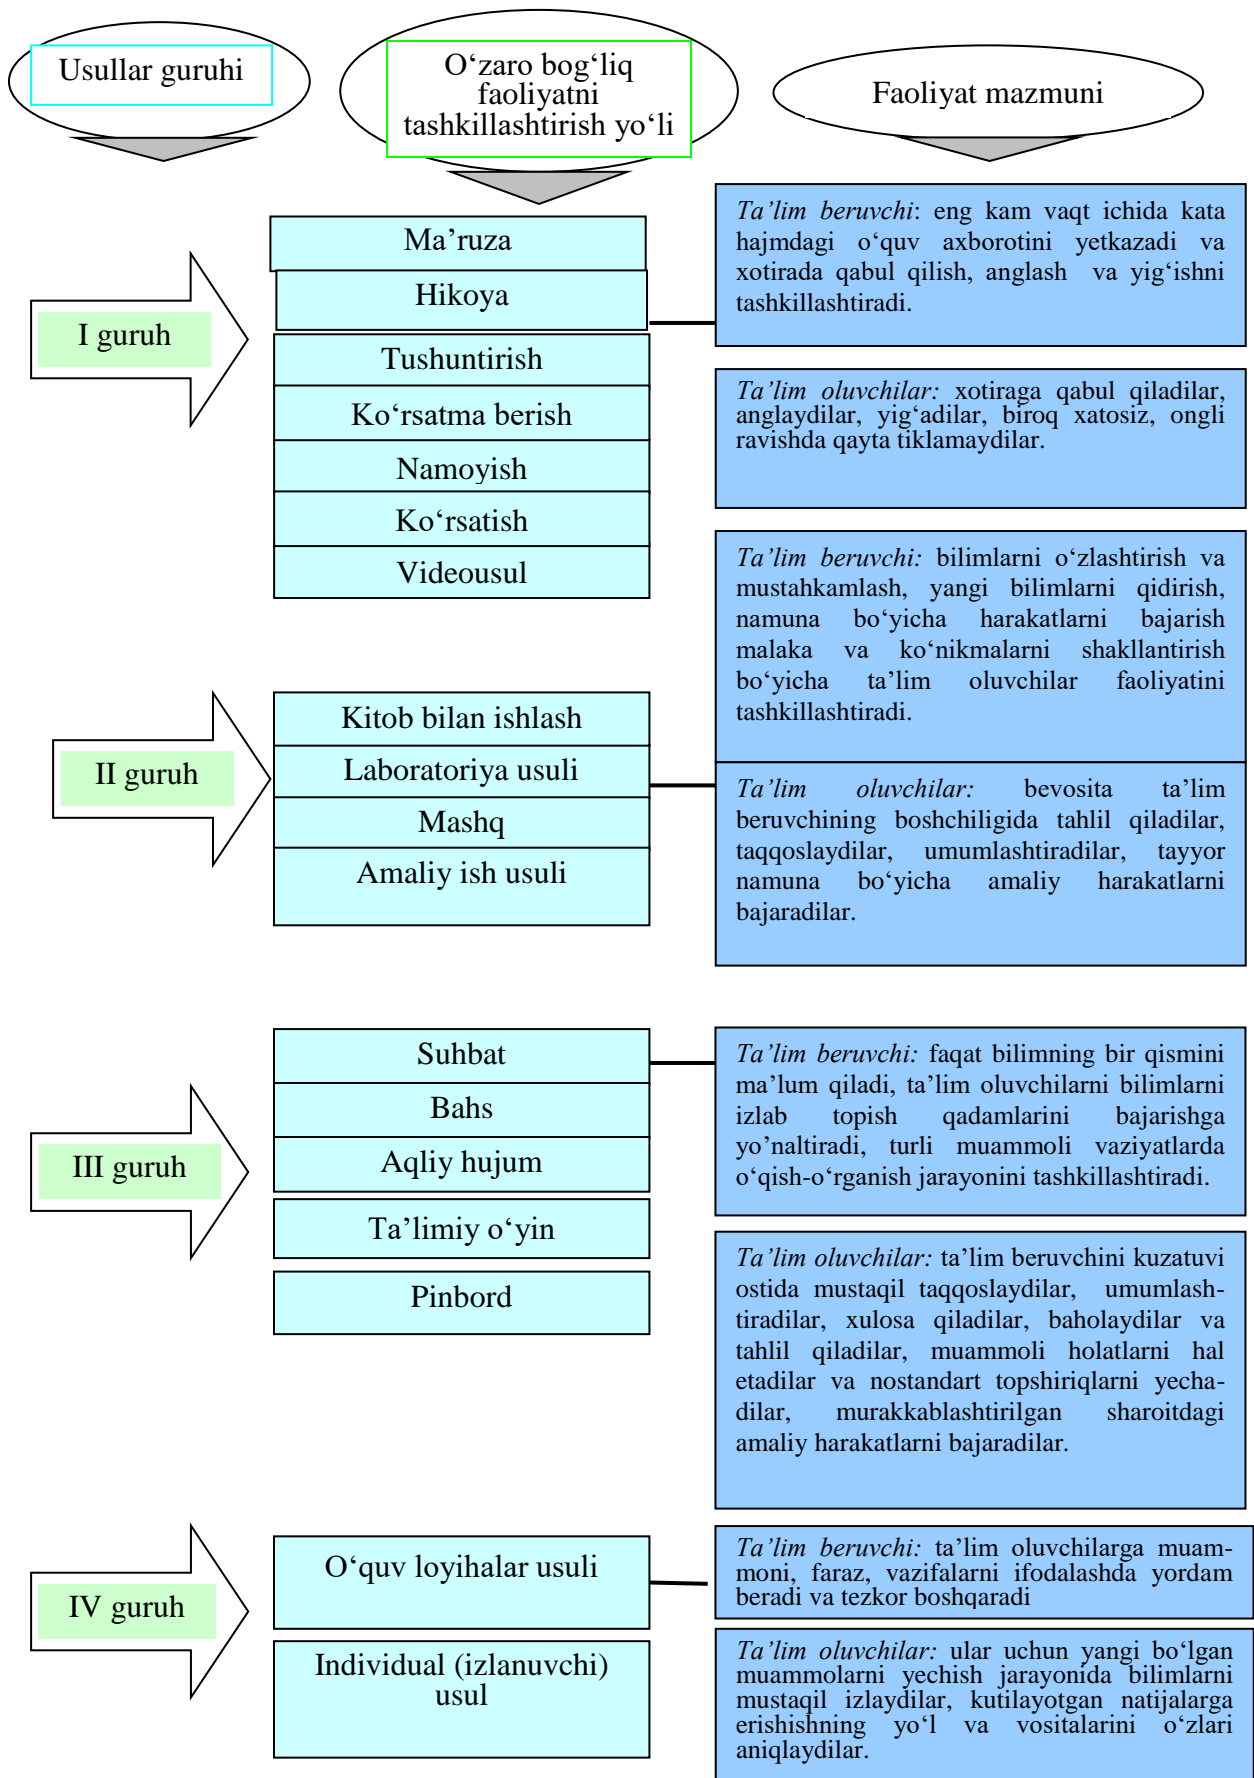 Usullar guruhi
O‘zaro bog‘liq
faoliyatni
tashkillashtirish yo‘li
Faoliyat mazmuni
I guruh
Ma’ruza
Hikoya
Tushuntirish
Ko‘rsatma berish
Namoyish
Ko‘rsatish
Videousul
Ta’lim beruvchi: eng kam vaqt ichida kata
hajmdagi o‘quv axborotini yetkazadi va
xotirada qabul qilish, anglash va yig‘ishni
tashkillashtiradi.
Ta’lim oluvchilar: xotiraga qabul qiladilar,
anglaydilar, yig‘adilar, biroq xatosiz, ongli
ravishda qayta tiklamaydilar.
II guruh
Kitob bilan ishlash
Laboratoriya usuli
Mashq
Amaliy ish usuli
Ta’lim beruvchi: bilimlarni o‘zlashtirish va
mustahkamlash, yangi bilimlarni qidirish,
namuna bo‘yicha harakatlarni bajarish
malaka va ko‘nikmalarni shakllantirish
bo‘yicha ta’lim oluvchilar faoliyatini
tashkillashtiradi.
Ta’lim oluvchilar: bevosita ta’lim
beruvchining boshchiligida tahlil qiladilar,
taqqoslaydilar, umumlashtiradilar, tayyor
namuna bo‘yicha amaliy harakatlarni
bajaradilar.
III guruh
Suhbat
Bahs
Aqliy hujum
Ta’limiy o‘yin
Pinbord
Ta’lim beruvchi: faqat bilimning bir qismini
ma’lum qiladi, ta’lim oluvchilarni bilimlarni
izlab topish qadamlarini bajarishga
yo’naltiradi, turli muammoli vaziyatlarda
o‘qish-o‘rganish jarayonini tashkillashtiradi.
Ta’lim oluvchilar: ta’lim beruvchini kuzatuvi
ostida mustaqil taqqoslaydilar, umumlash-
tiradilar, xulosa qiladilar, baholaydilar va
tahlil qiladilar, muammoli holatlarni hal
etadilar va nostandart topshiriqlarni yecha-
dilar, murakkablashtirilgan sharoitdagi
amaliy harakatlarni bajaradilar.
IV guruh
O‘quv loyihalar usuli
Individual (izlanuvchi)
usul
Ta’lim beruvchi: ta’lim oluvchilarga muam-
moni, faraz, vazifalarni ifodalashda yordam
beradi va tezkor boshqaradi
Ta’lim oluvchilar: ular uchun yangi bo‘lgan
muammolarni yechish jarayonida bilimlarni
mustaqil izlaydilar, kutilayotgan natijalarga
erishishning yo‘l va vositalarini o‘zlari
aniqlaydilar.